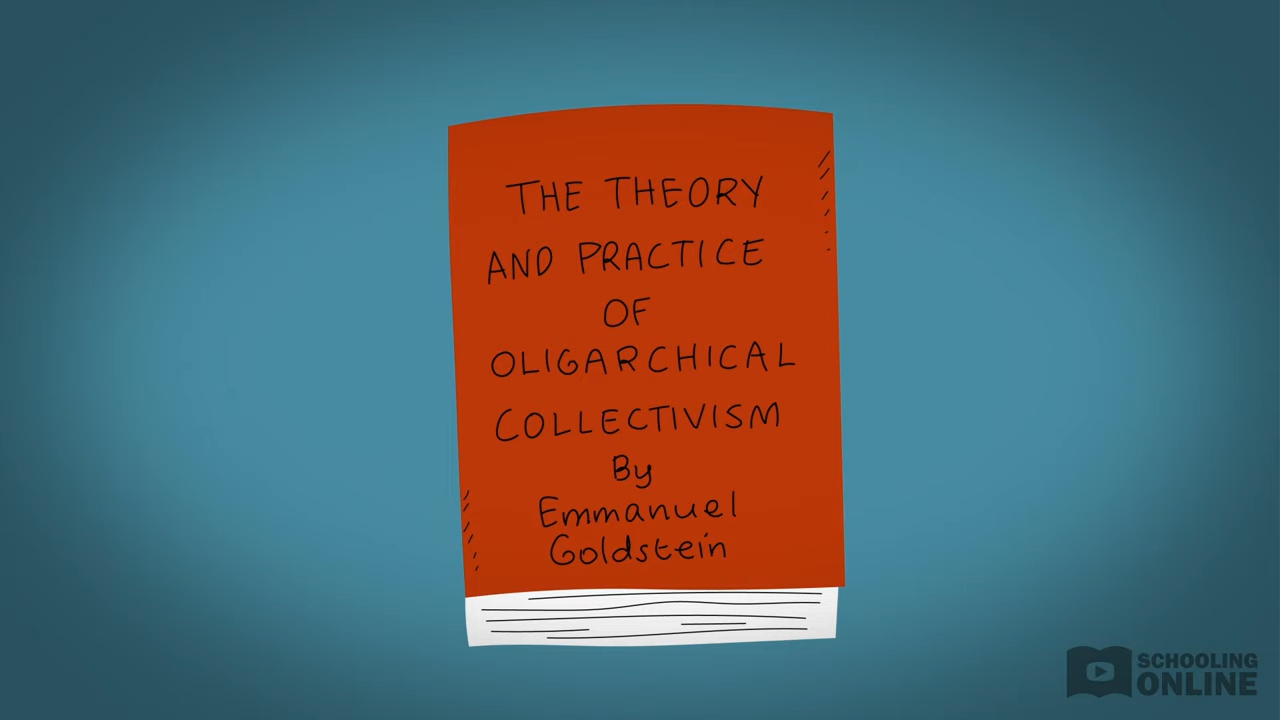 THE THEORY
AND PRACTICE
OF
OLIGARCHICAL
COLLECTIVISM
By
Emmanuel
Goldstein
SCHOOLING
ONLINE